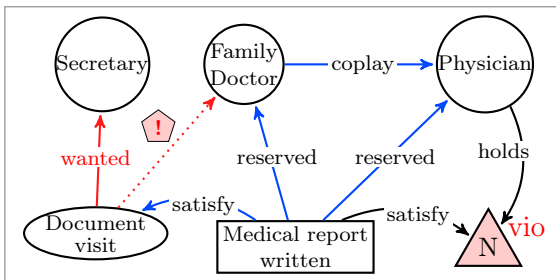 Secretary
Family
Doctor
coplay
Physician
!
wanted
reserved
reserved
holds
Document
visit
satisfy
Medical report
written
satisfy
N
vio